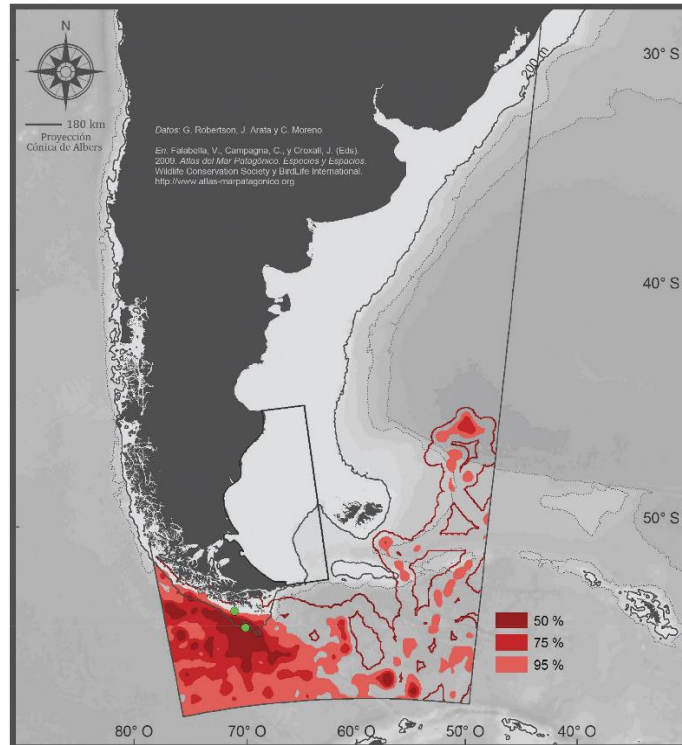 N
180 km
Proyección
Cónica de Albers
Datos: G. Robertson, J. Arata y C. Moreno
En: Falabella, V., Campagna, C., y Croxall, J. (Eds).
2009. Atlas del Mar Patagónico. Especies y Espacios.
Wildlife Conservation Society y BirdLife International.
http://www.atlas-marpatagonico.org
200 m
30° S
40° S
50° S
50 %
75 %
95 %
80° O
70° O
60° O
50° O
40° O